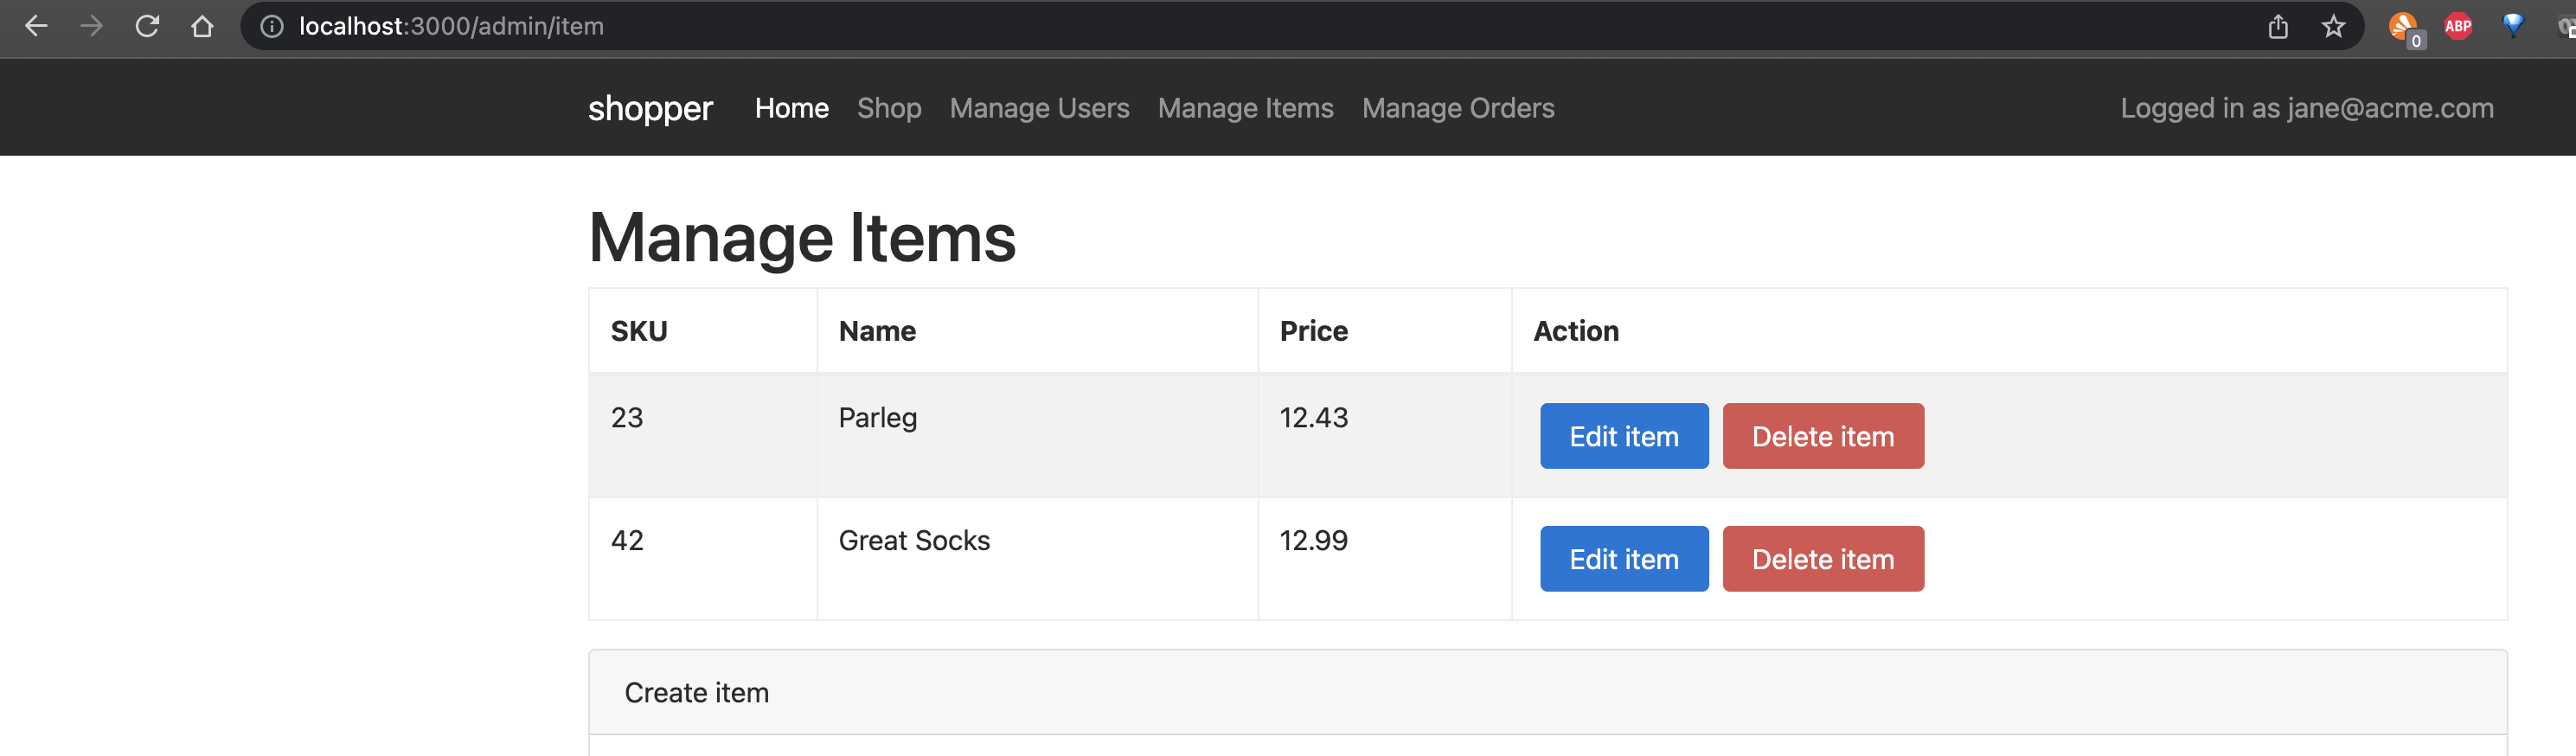 localhost:3000/admin/item
0
ABP
shopper Home Shop Manage Users Manage Items Manage Orders Logged in as jane@acme.com
Manage Items
SKU Name Price Action
23 Parleg 12.43 Edit item Delete item
42 Great Socks 12.99 Edit item Delete item
Create item